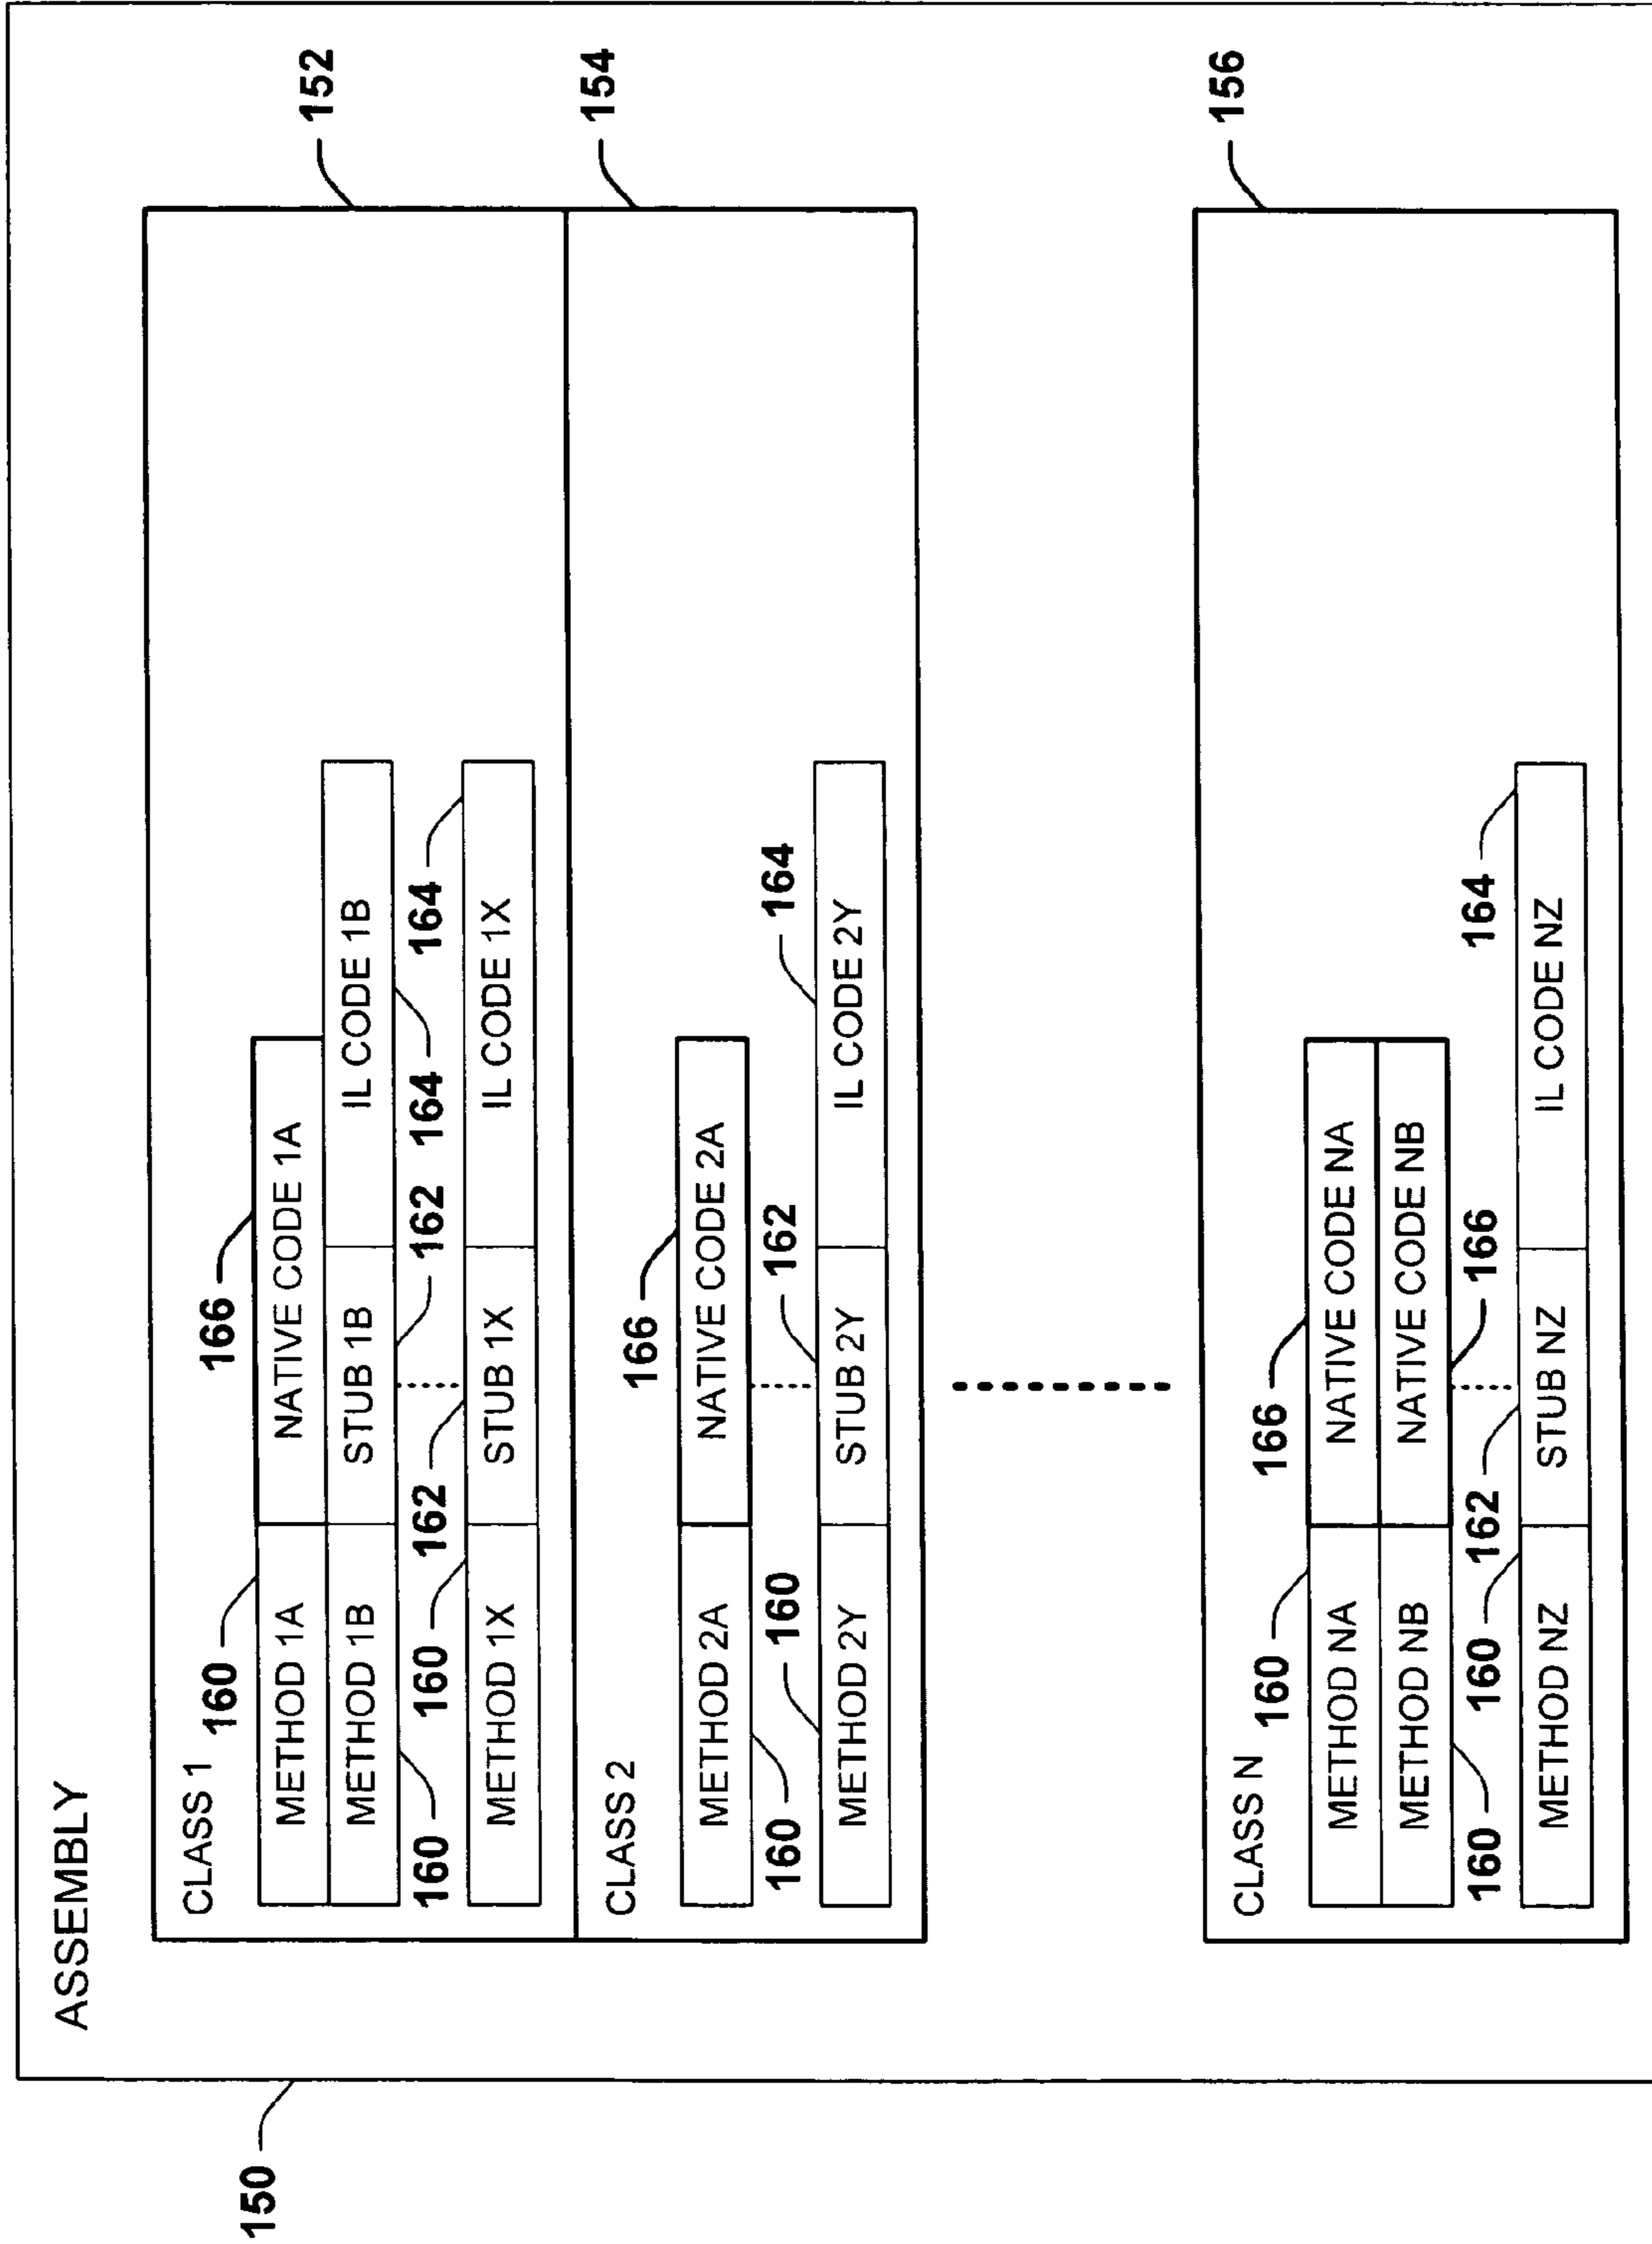 ASSEMBLY
150
CLASS 1
152
160
166
METHOD 1A NATIVE CODE 1A
METHOD 1B STUB 1B IL CODE 1B
160 160 162 162 164 164
METHOD 1X STUB 1X IL CODE 1X
CLASS 2
154
166
METHOD 2A NATIVE CODE 2A
160 160 162 164
METHOD 2Y STUB 2Y IL CODE 2Y
CLASS N
156
160 166
METHOD NA NATIVE CODE NA
METHOD NB NATIVE CODE NB
160 160 162 166 164
METHOD NZ STUB NZ IL CODE NZ